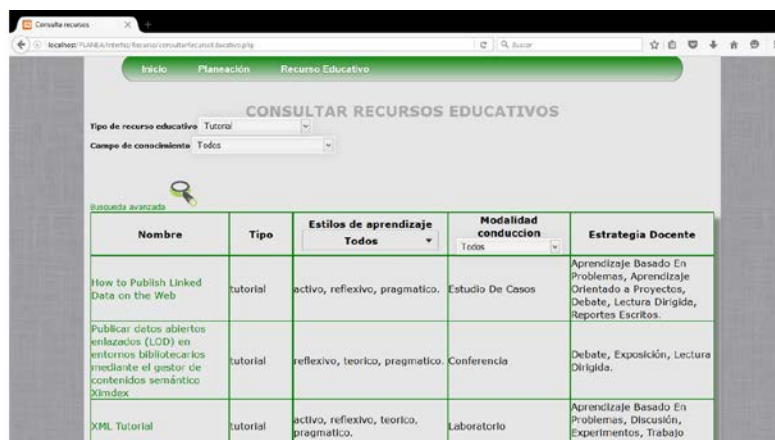 Consulta recursos
Buscar
Inicio Planeación Recurso Educativo
CONSULTAR RECURSOS EDUCATIVOS
Tipo de recurso educativo Tutorial
Campo de conocimiento Todos
Busqueda avanzada
Nombre Tipo Estilos de aprendizaje Todos Modalidad conduccion Todos Estrategia Docente
How to Publish Linked
Data on the Web
tutorial
activo, reflexivo, pragmatico.
Estudio De Casos
Aprendizaje Basado En
Problemas, Aprendizaje
Orientado a Proyectos,
Debate, Lectura Dirigida,
Reportes Escritos.
Publicar datos abiertos
enlazados (LOD) en
entornos bibliotecarios
mediante el gestor de
contenidos semántico
Ximdex
tutorial
reflexivo, teorico, pragmatico.
Conferencia
Debate, Exposición, Lectura
Dirigida.
XML Tutorial
tutorial
activo, reflexivo, teorico,
pragmatico.
Laboratorio
Aprendizaje Basado En
Problemas, Discusión,
Experimentos, Trabajo